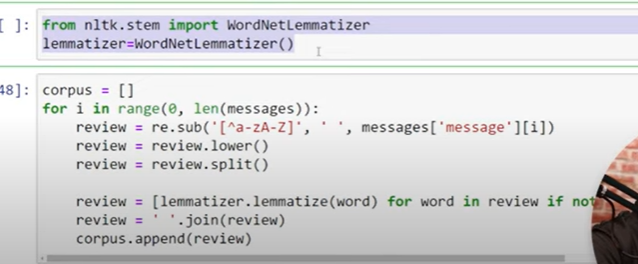 [ ]: from nltk.stem import WordNetLemmatizer
lemmatizer=WordNetLemmatizer()
48]: corpus = []
for i in range(0, len(messages)):
review = re.sub('[^a-zA-Z]', ' ', messages['message'][i])
review = review.lower()
review = review.split()
review = [lemmatizer.lemmatize(word) for word in review if not
review = ' '.join(review)
corpus.append(review)